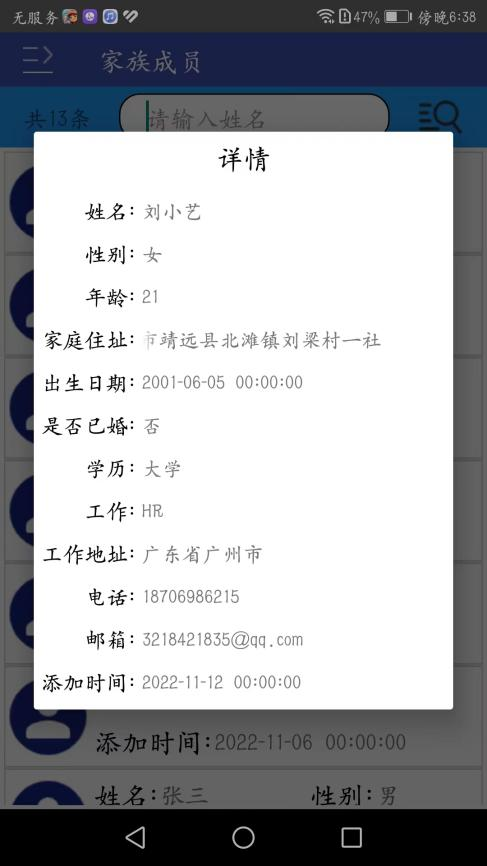 无服务 47% 傍晚6:38
家族成员
共13条 请输入姓名
详情
姓名: 刘小艺
性别: 女
年龄: 21
家庭住址: 市靖远县北滩镇刘梁村一社
出生日期: 2001-06-05 00:00:00
是否已婚: 否
学历: 大学
工作: HR
工作地址: 广东省广州市
电话: 18706986215
邮箱: 3218421835@qq.com
添加时间: 2022-11-12 00:00:00
添加时间:2022-11-06 00:00:00
姓名:张三 性别:男